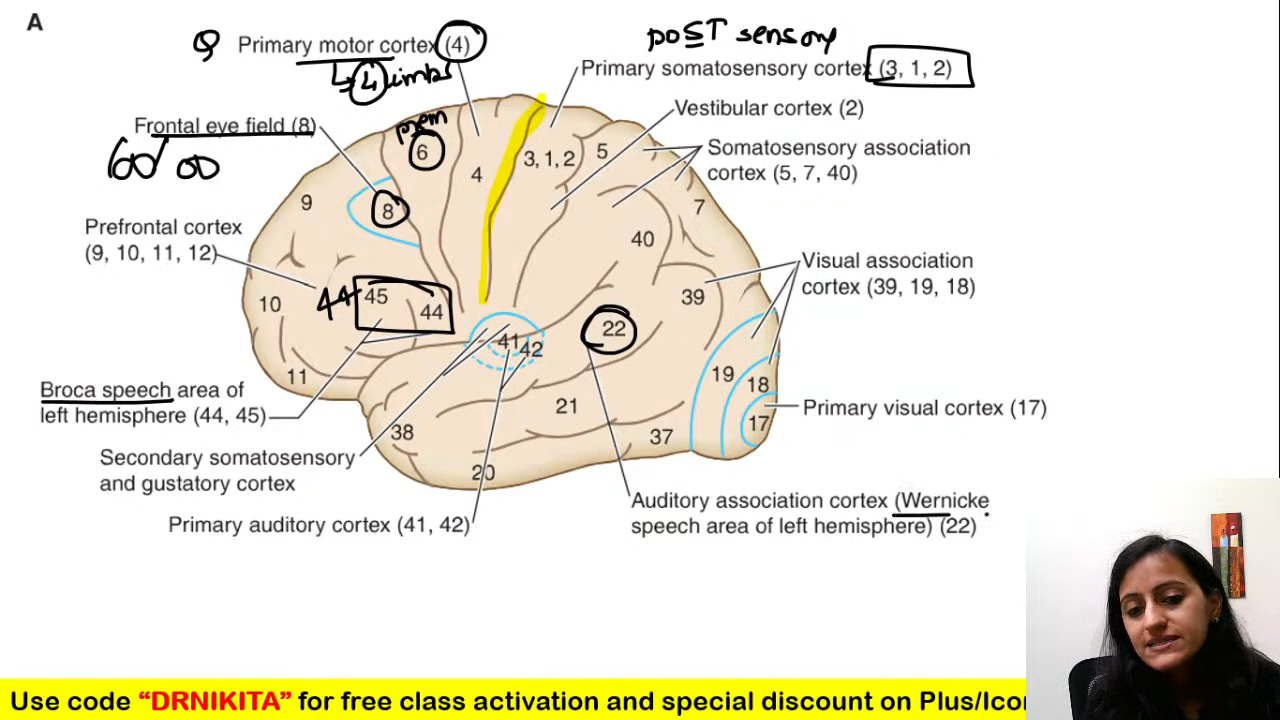 A
Primary motor cortex (4)
4 limbs
poST sensory
Primary somatosensory cortex (3, 1, 2)
Vestibular cortex (2)
Frontal eye field (8)
prem
6
4
3, 1, 2
5
Somatosensory association
cortex (5, 7, 40)
9
8
7
Prefrontal cortex
(9, 10, 11, 12)
40
Visual association
cortex (39, 19, 18)
10
44
45
44
39
22
41
42
11
19
18
17
Broca speech area of
left hemisphere (44, 45)
21
Primary visual cortex (17)
38
37
20
Secondary somatosensory
and gustatory cortex
Auditory association cortex (Wernicke
speech area of left hemisphere) (22)
Primary auditory cortex (41, 42)
Use code “DRNIKITA” for free class activation and special discount on Plus/Icon